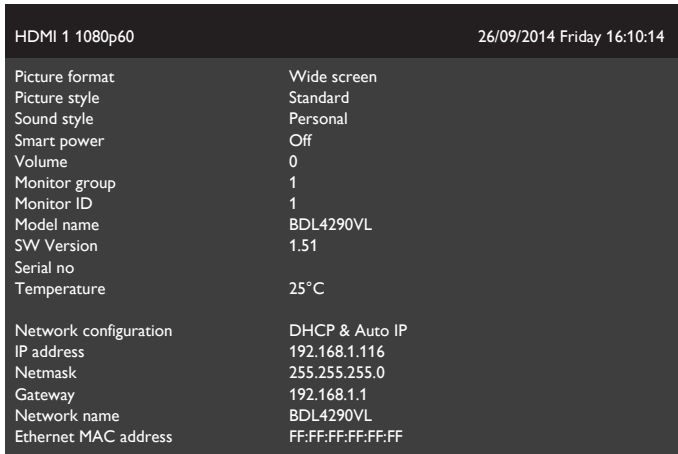 HDMI 1 1080p60 26/09/2014 Friday 16:10:14
Picture format Wide screen
Picture style Standard
Sound style Personal
Smart power Off
Volume 0
Monitor group 1
Monitor ID 1
Model name BDL4290VL
SW Version 1.51
Serial no
Temperature 25°C
Network configuration DHCP & Auto IP
IP address 192.168.1.116
Netmask 255.255.255.0
Gateway 192.168.1.1
Network name BDL4290VL
Ethernet MAC address FF:FF:FF:FF:FF:FF